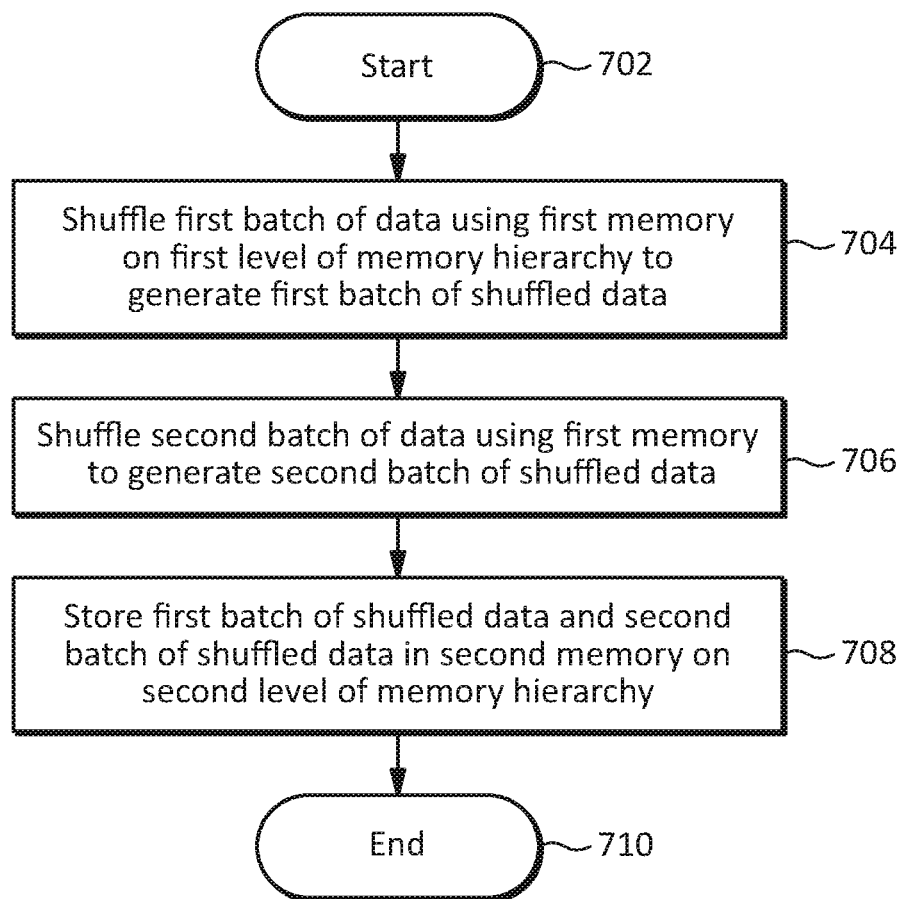 Start
702
Shuffle first batch of data using first memory
on first level of memory hierarchy to
generate first batch of shuffled data
704
Shuffle second batch of data using first memory
to generate second batch of shuffled data
706
Store first batch of shuffled data and second
batch of shuffled data in second memory on
second level of memory hierarchy
708
End
710